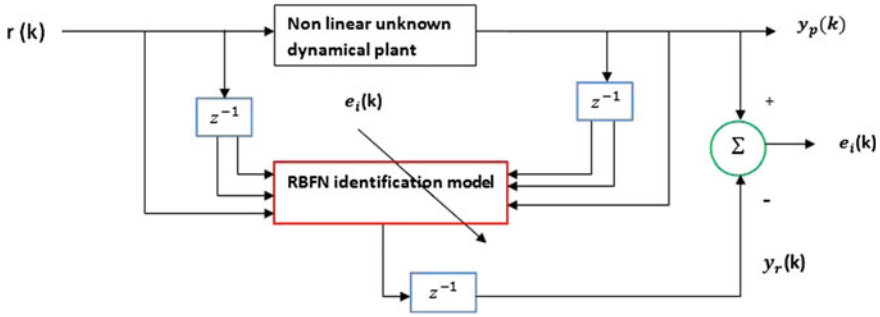 r (k)
Non linear unknown
dynamical plant
y_p(k)
z⁻¹
e_i(k)
z⁻¹
+
Σ
e_i(k)
RBFN identification model
-
y_r(k)
z⁻¹